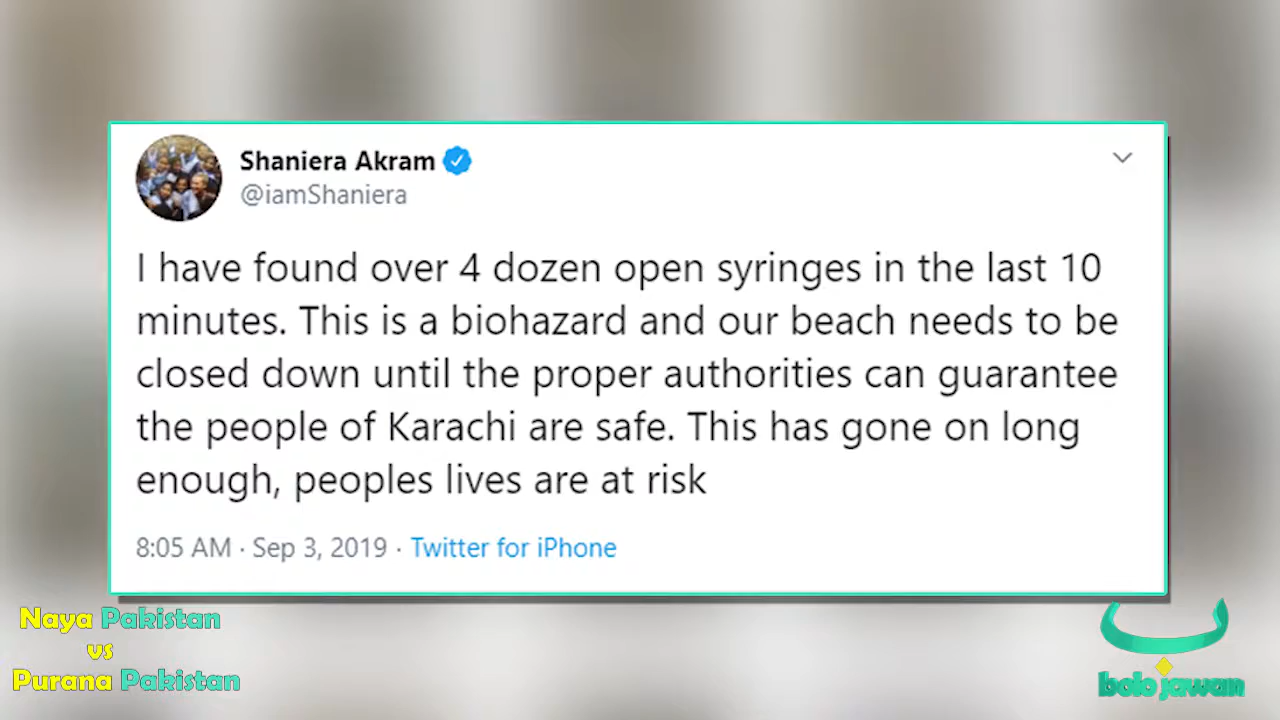 Shaniera Akram
@iamShaniera
I have found over 4 dozen open syringes in the last 10
minutes. This is a biohazard and our beach needs to be
closed down until the proper authorities can guarantee
the people of Karachi are safe. This has gone on long
enough, peoples lives are at risk
8:05 AM · Sep 3, 2019 · Twitter for iPhone
Naya Pakistan
vs
Purana Pakistan
ب
bolo jawan